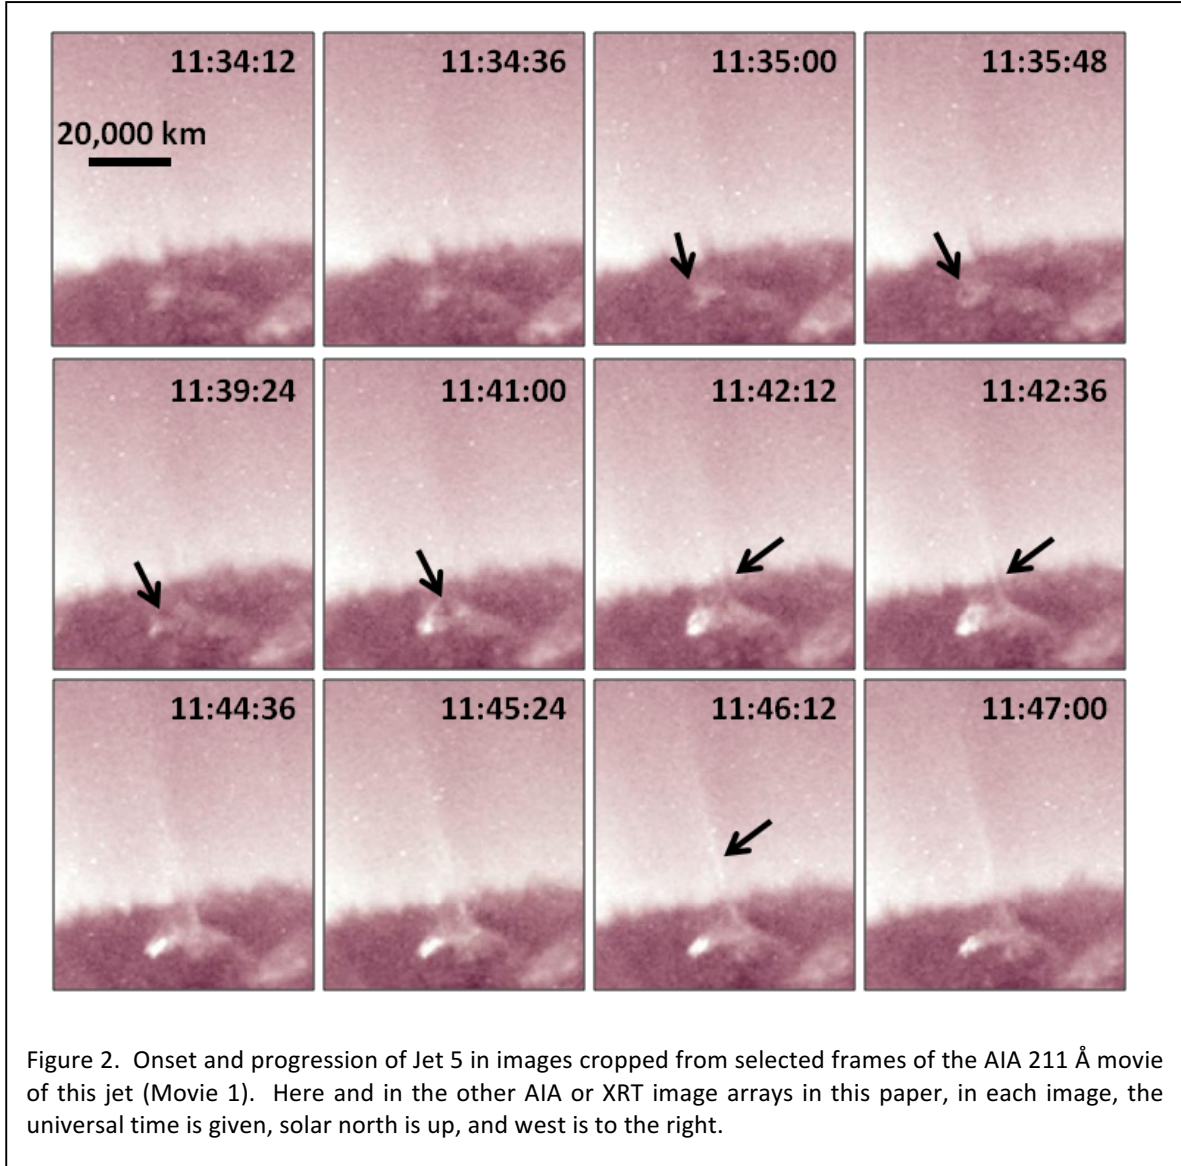 11:34:12 11:34:36 11:35:00 11:35:48
20,000 km
11:39:24 11:41:00 11:42:12 11:42:36
11:44:36 11:45:24 11:46:12 11:47:00
Figure 2. Onset and progression of Jet 5 in images cropped from selected frames of the AIA 211 Å movie
of this jet (Movie 1). Here and in the other AIA or XRT image arrays in this paper, in each image, the
universal time is given, solar north is up, and west is to the right.